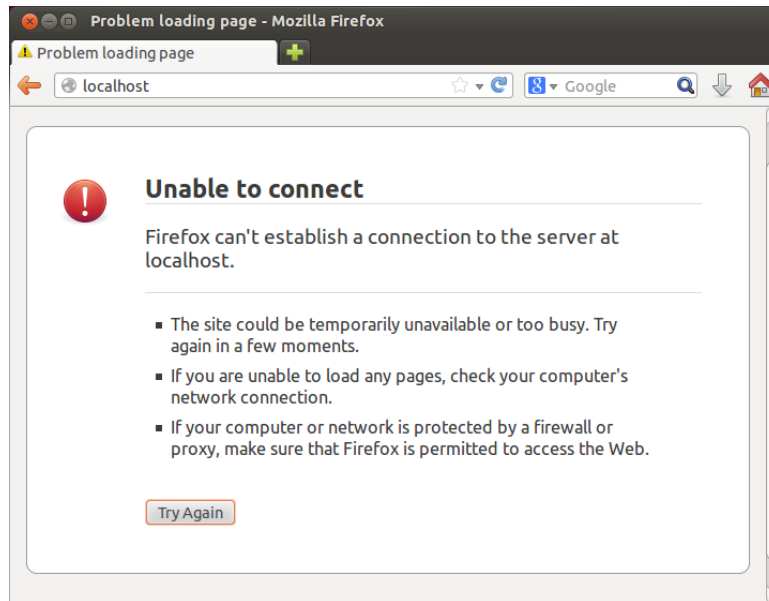 Problem loading page - Mozilla Firefox
Problem loading page
localhost
8 Google
Unable to connect
Firefox can't establish a connection to the server at
localhost.
The site could be temporarily unavailable or too busy. Try
again in a few moments.
If you are unable to load any pages, check your computer's
network connection.
If your computer or network is protected by a firewall or
proxy, make sure that Firefox is permitted to access the Web.
Try Again